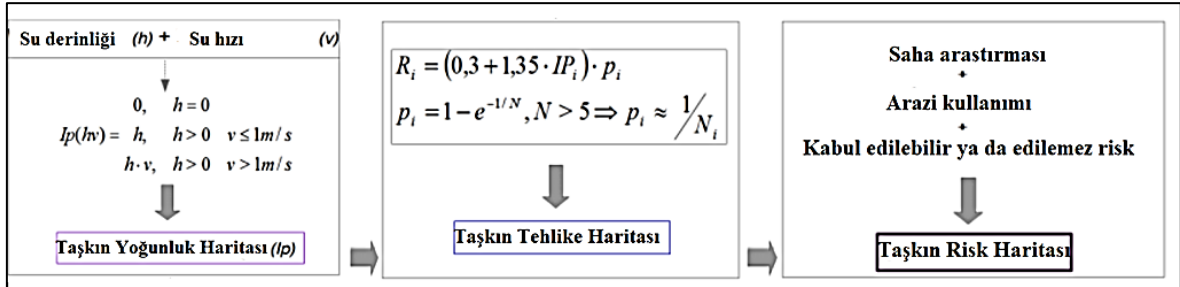 Su derinliği (h) + Su hızı (v)
0, h = 0
Ip(hv) = h, h > 0 v ≤ 1m/s
h·v, h > 0 v > 1m/s
Taşkın Yoğunluk Haritası (Ip)
R_i = (0,3 + 1,35 · IP_i) · p_i
p_i = 1 − e^{−1/N}, N > 5 ⇒ p_i ≈ 1/N_i
Taşkın Tehlike Haritası
Saha arastırması
+
Arazi kullanımı
+
Kabul edilebilir ya da edilemez risk
Taşkın Risk Haritası